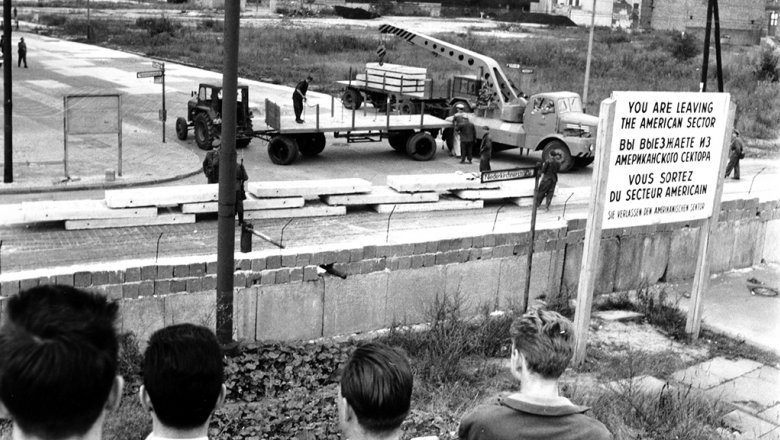 YOU ARE LEAVING
THE AMERICAN SECTOR
ВЫ ВЫЕЗЖАЕТЕ ИЗ
АМЕРИКАНСКОГО СЕКТОРА
VOUS SORTEZ
DU SECTEUR AMÉRICAIN
SIE VERLASSEN DEN AMERIKANISCHEN SEKTOR